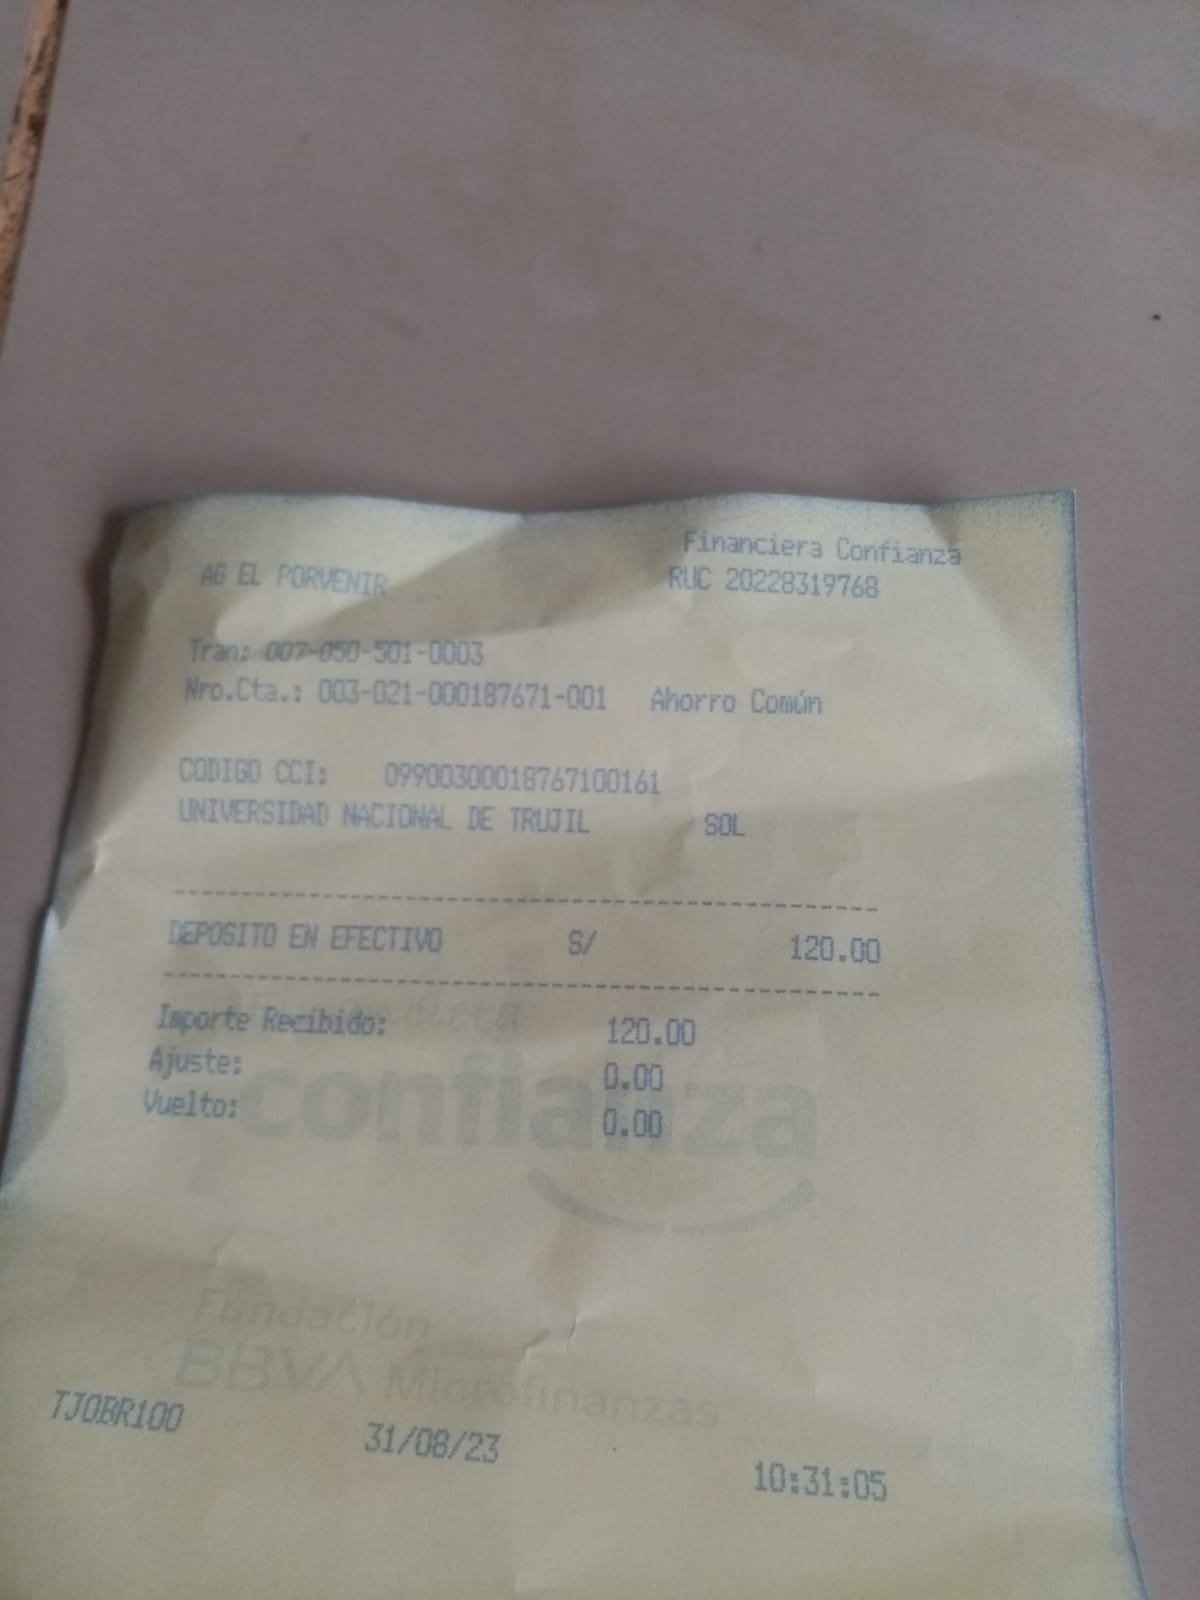 Financiera Confianza
AG EL PORVENIR RUC 20228319768
Tran: 007-050-501-0003
Nro.Cta.: 003-021-000187671-001 Ahorro Común
CODIGO CCI: 09900300018767100161
UNIVERSIDAD NACIONAL DE TRUJIL SOL
DEPOSITO EN EFECTIVO S/ 120.00
Importe Recibido: 120.00
Ajuste: 0.00
Vuelto: 0.00
Financiera
confianza
Fundación
BBVA Microfinanzas
TJOBR100 31/08/23 10:31:05